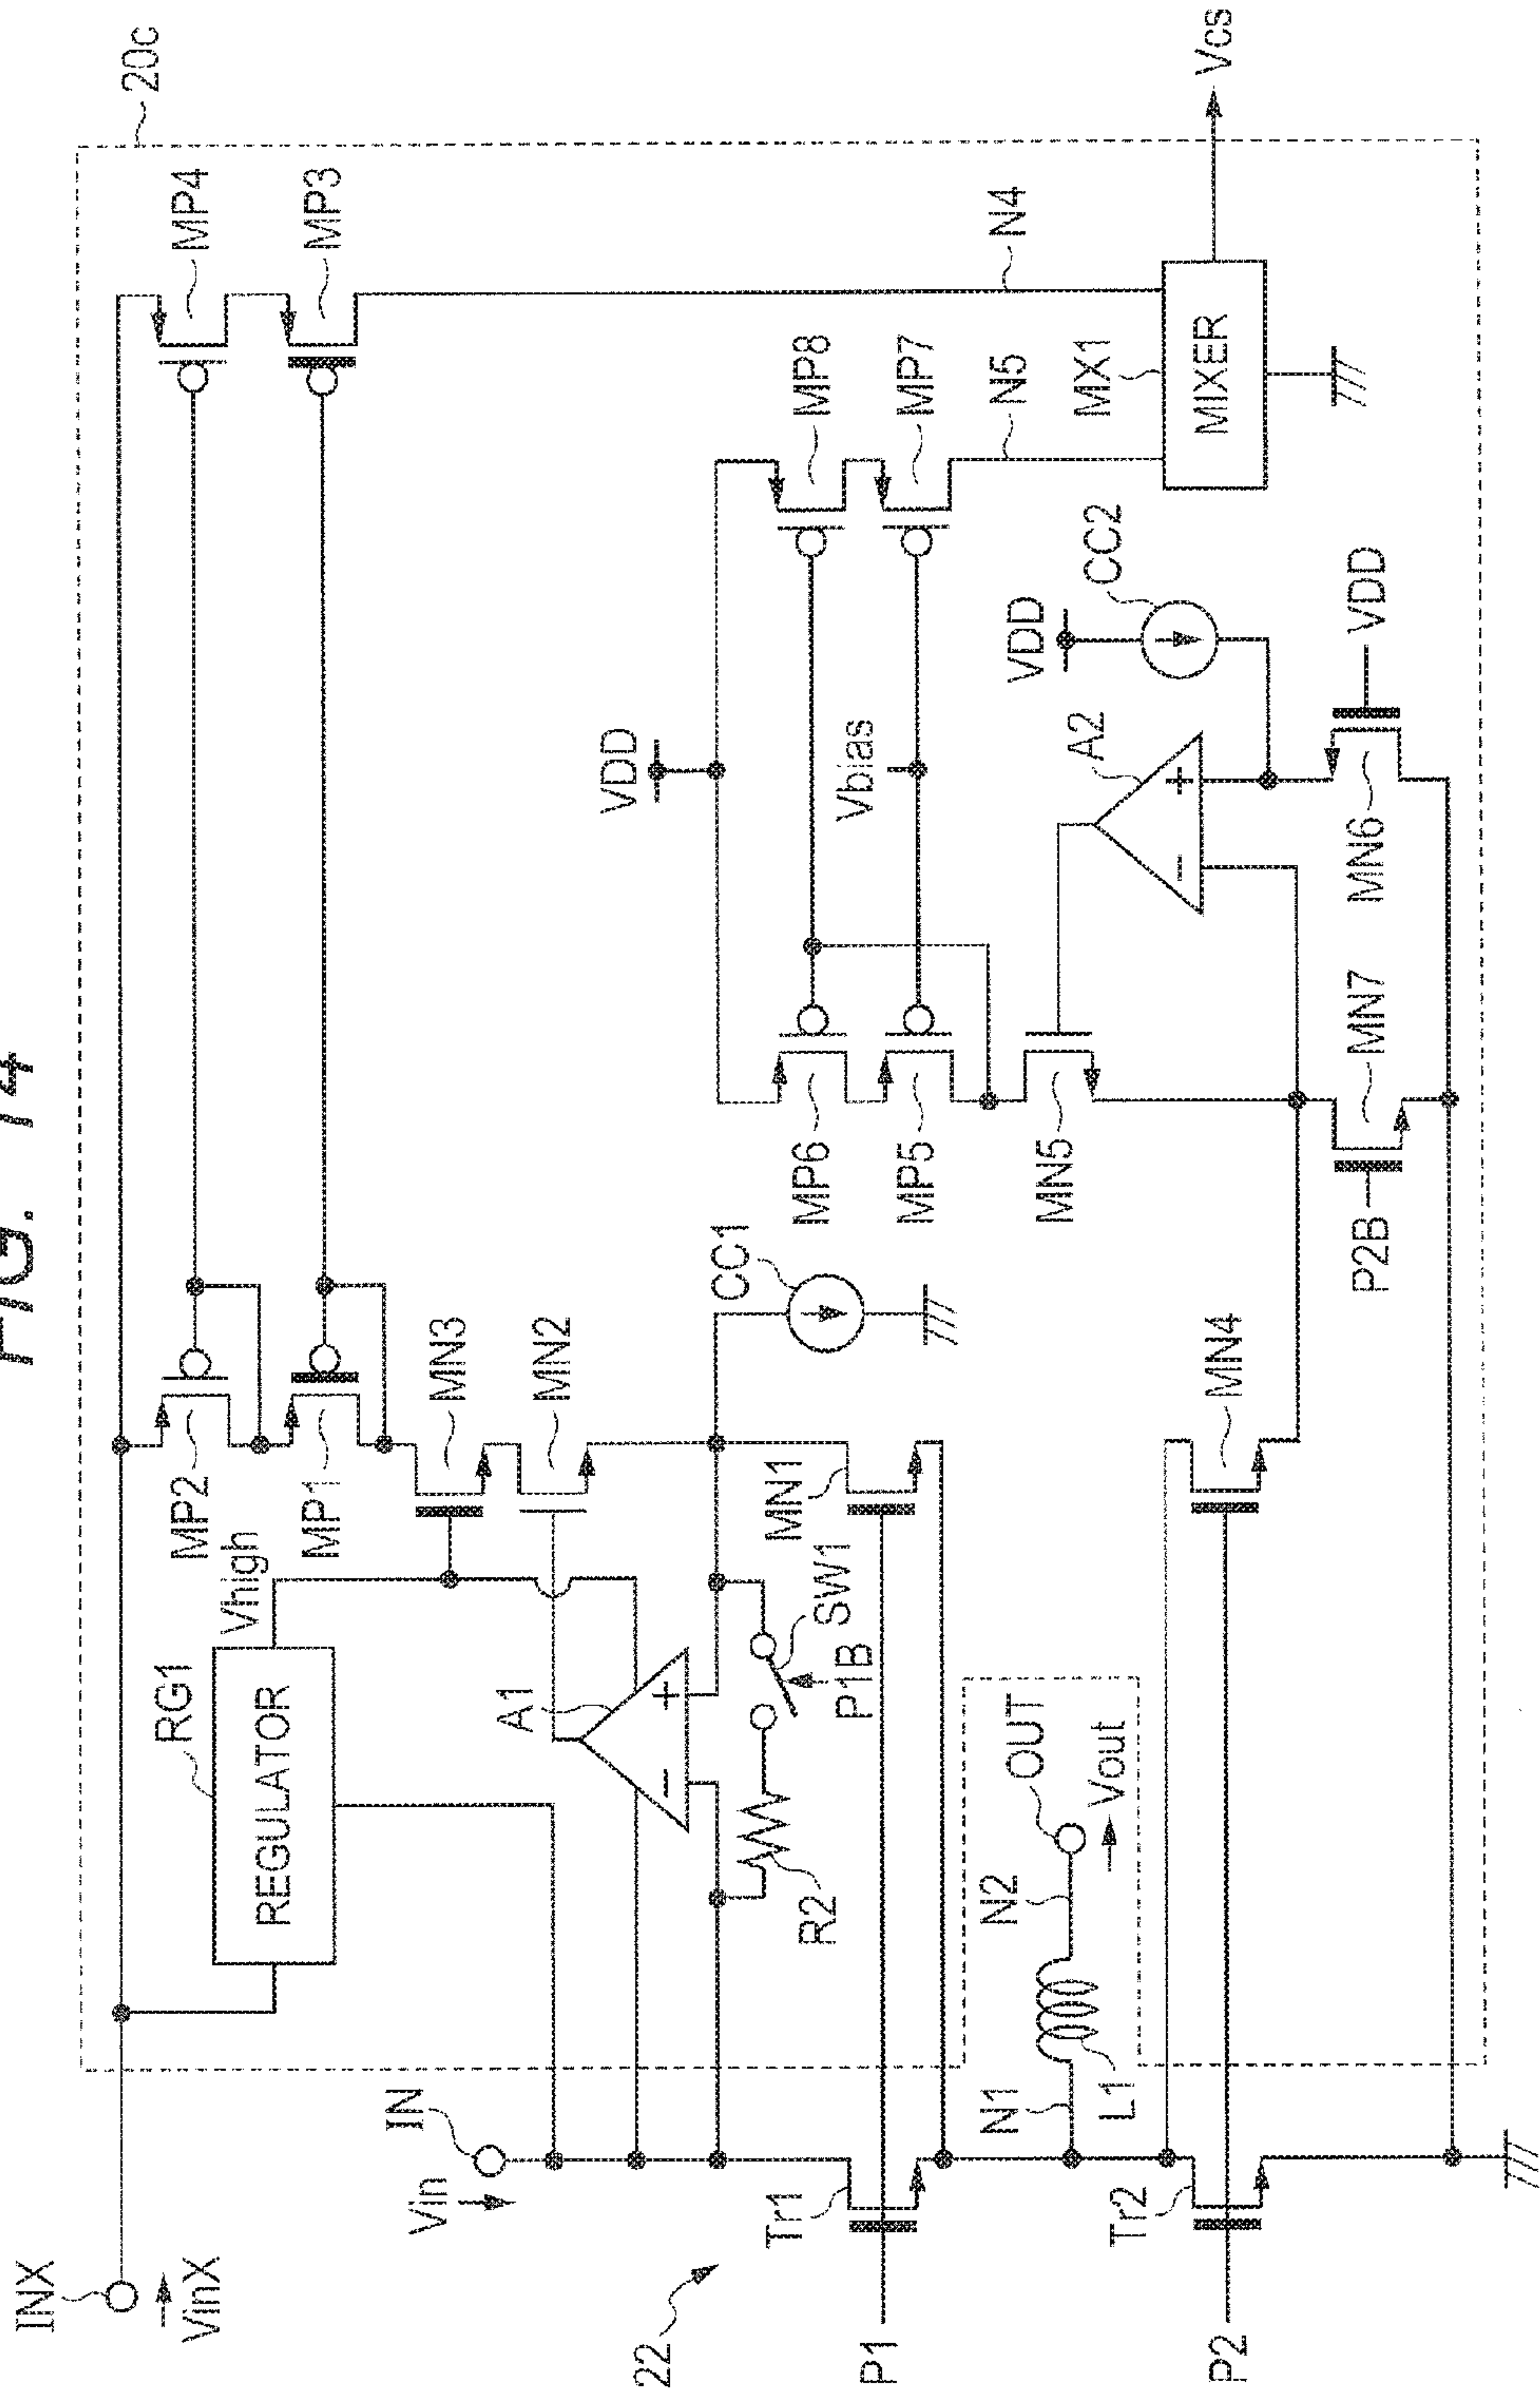 FIG. 14
INX
VinX
20c
MP4
MP3
MP2
MP1
MN3
MN2
Vhigh
RG1
REGULATOR
IN
Vin
A1
-
+
R2
SW1
P1B
MN1
CC1
VDD
MP8
MP7
MP6
MP5
Vbias
MN5
N4
N5
MX1
MIXER
Vcs
VDD
CC2
A2
-
+
MN6
VDD
MN7
P2B
MN4
22
Tr1
P1
N1
L1
N2
OUT
Vout
Tr2
P2